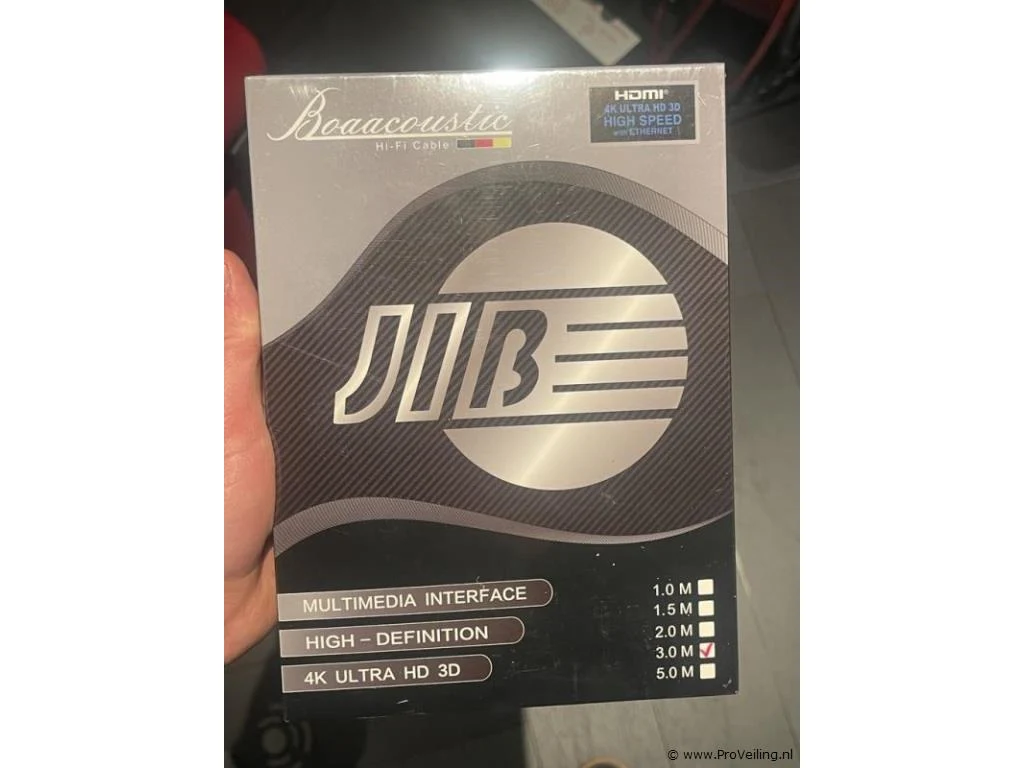 Boaacoustic
Hi-Fi Cable
HDMI®
4K ULTRA HD 3D
HIGH SPEED
with ETHERNET
JIB
MULTIMEDIA INTERFACE
HIGH – DEFINITION
4K ULTRA HD 3D
1.0 M
1.5 M
2.0 M
3.0 M
5.0 M
© www.ProVeiling.nl